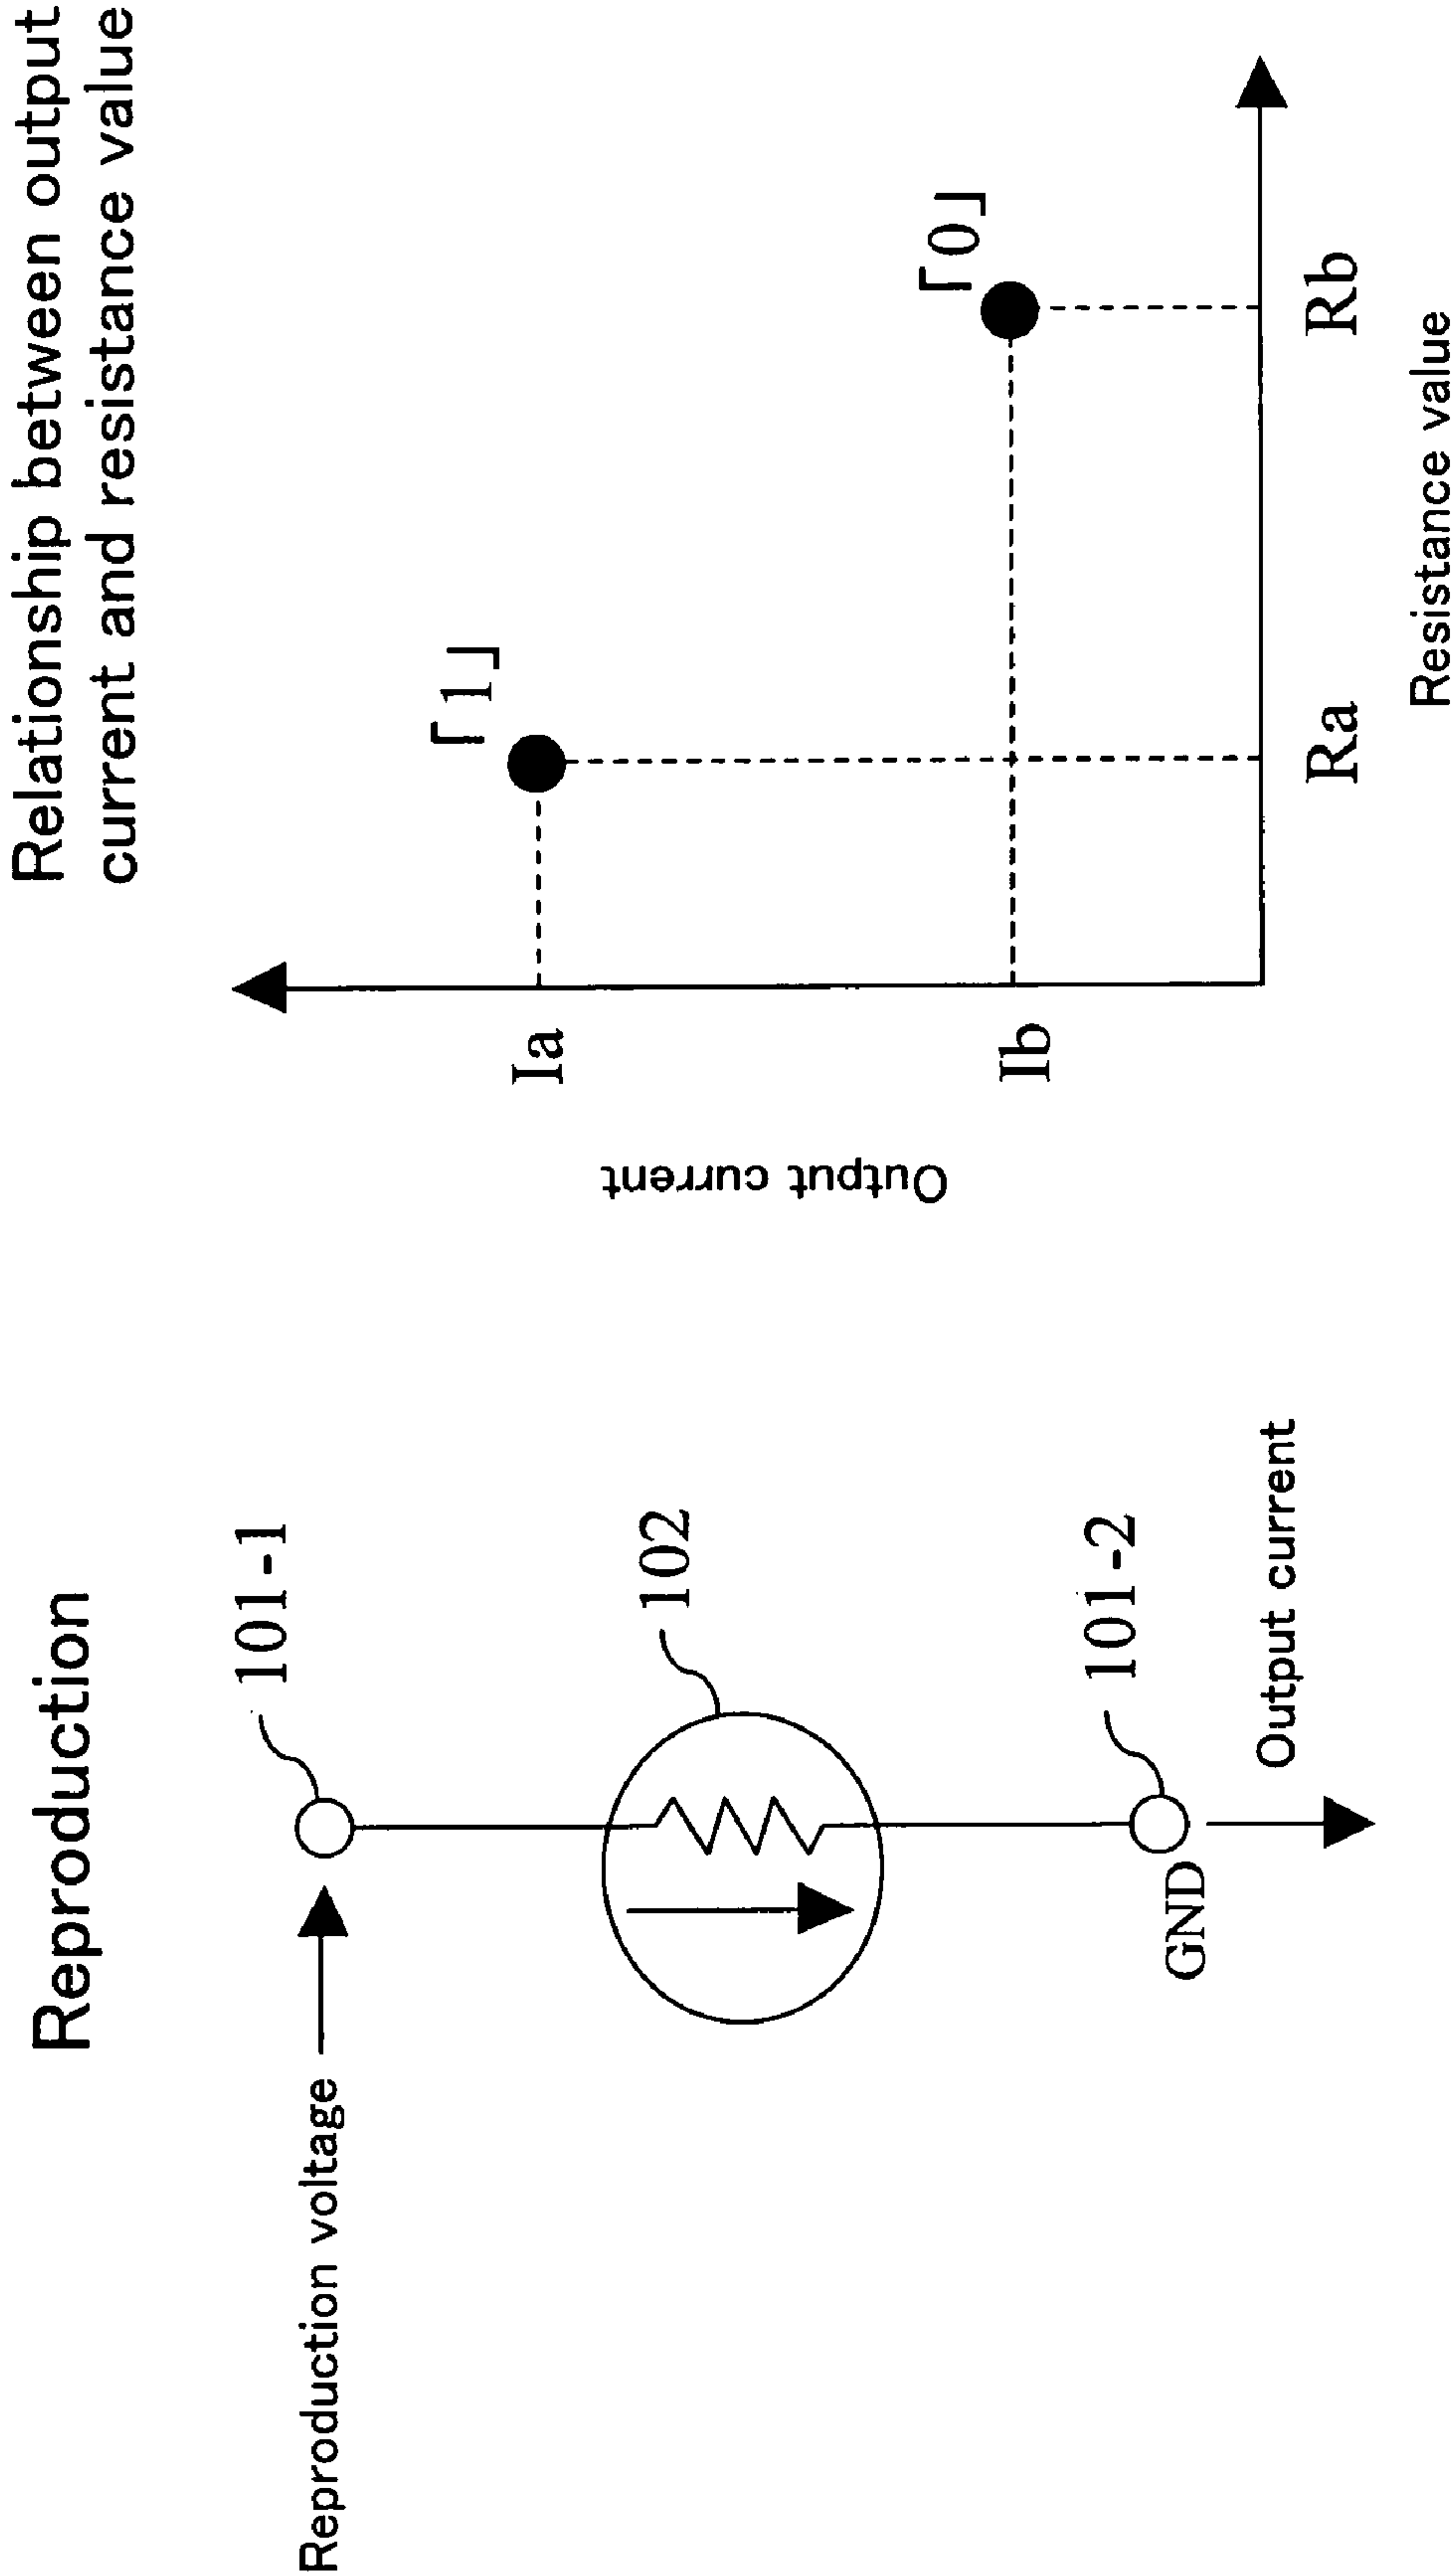 Reproduction
Reproduction voltage
101-1
102
101-2
GND
Output current
Relationship between output
current and resistance value
Output current
Ia
Ib
「1」
「0」
Ra
Rb
Resistance value